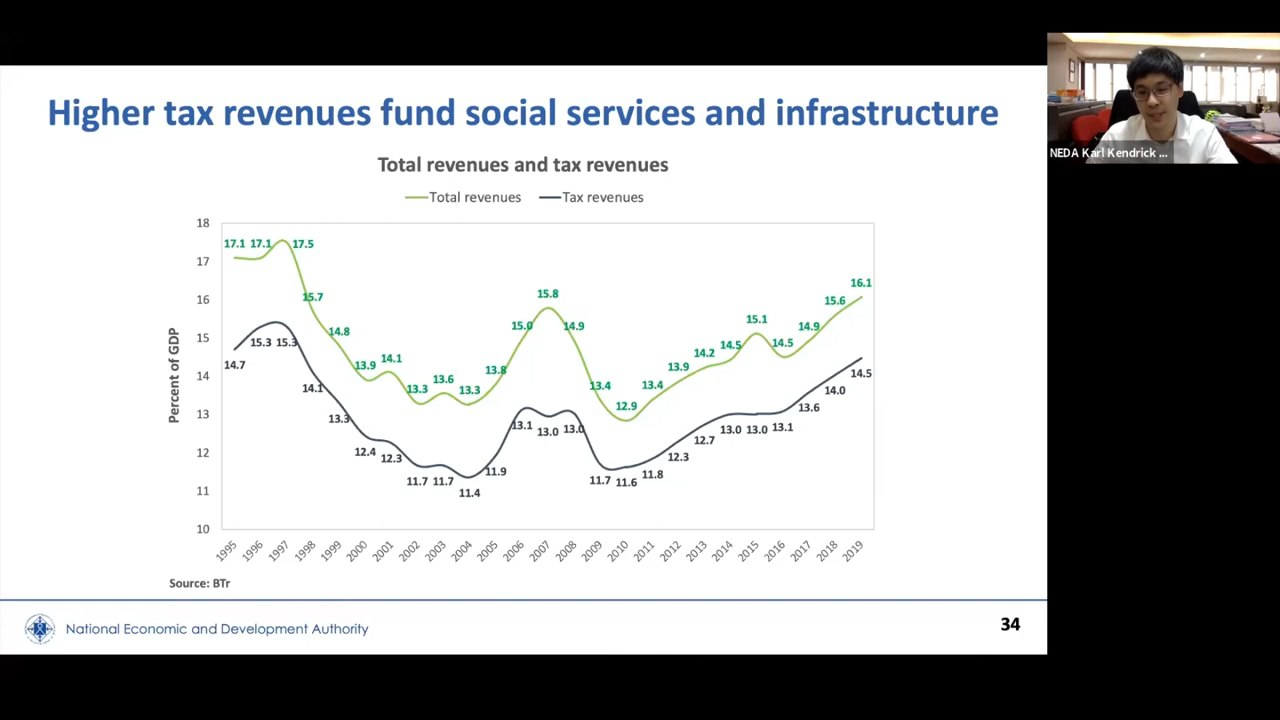 Higher tax revenues fund social services and infrastructure
NEDA Karl Kendrick ...
Total revenues and tax revenues
Total revenues Tax revenues
Percent of GDP
18
17
16
15
14
13
12
11
10
17.1 17.1 17.5 15.7 14.8 13.9 14.1 13.3 13.6 13.3 13.8 15.0 15.8 14.9 13.4 12.9 13.4 13.9 14.2 14.5 15.1 14.5 14.9 15.6 16.1
14.7 15.3 15.3 14.1 13.3 12.4 12.3 11.7 11.7 11.4 11.9 13.1 13.0 13.0 11.7 11.6 11.8 12.3 12.7 13.0 13.0 13.1 13.6 14.0 14.5
1995 1996 1997 1998 1999 2000 2001 2002 2003 2004 2005 2006 2007 2008 2009 2010 2011 2012 2013 2014 2015 2016 2017 2018 2019
Source: BTr
National Economic and Development Authority
34